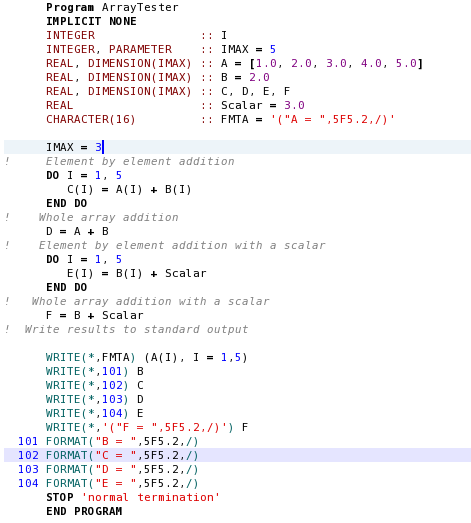 Program ArrayTester
IMPLICIT NONE
INTEGER :: I
INTEGER, PARAMETER :: IMAX = 5
REAL, DIMENSION(IMAX) :: A = [1.0, 2.0, 3.0, 4.0, 5.0]
REAL, DIMENSION(IMAX) :: B = 2.0
REAL, DIMENSION(IMAX) :: C, D, E, F
REAL :: Scalar = 3.0
CHARACTER(16) :: FMTA = '("A = ",5F5.2,/)'
IMAX = 3
! Element by element addition
DO I = 1, 5
C(I) = A(I) + B(I)
END DO
! Whole array addition
D = A + B
! Element by element addition with a scalar
DO I = 1, 5
E(I) = B(I) + Scalar
END DO
! Whole array addition with a scalar
F = B + Scalar
! Write results to standard output
WRITE(*,FMTA) (A(I), I = 1,5)
WRITE(*,101) B
WRITE(*,102) C
WRITE(*,103) D
WRITE(*,104) E
WRITE(*,'("F = ",5F5.2,/)') F
101 FORMAT("B = ",5F5.2,/)
102 FORMAT("C = ",5F5.2,/)
103 FORMAT("D = ",5F5.2,/)
104 FORMAT("E = ",5F5.2,/)
STOP 'normal termination'
END PROGRAM